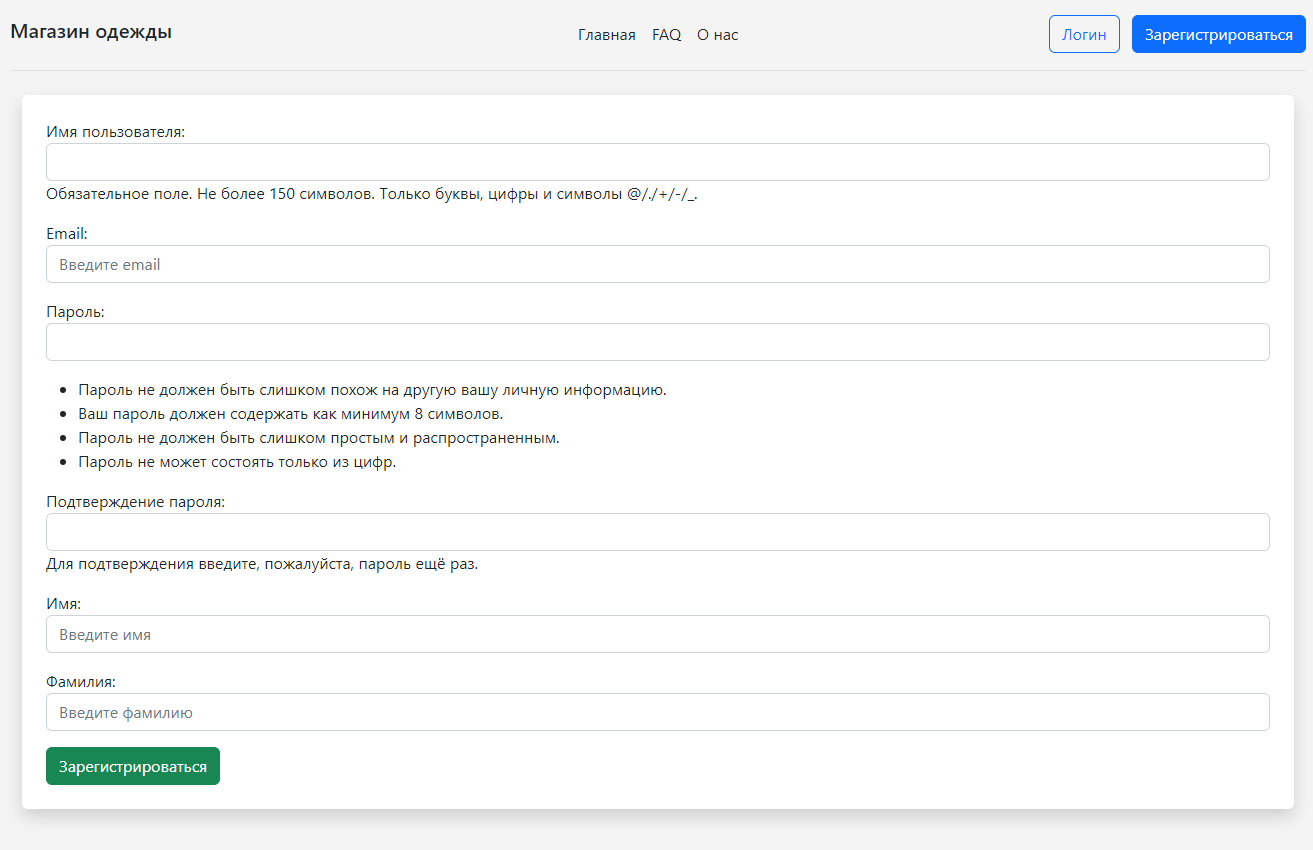 Магазин одежды
Главная FAQ О нас
Логин
Зарегистрироваться
Имя пользователя:
Обязательное поле. Не более 150 символов. Только буквы, цифры и символы @/./+/-/_.
Email:
Введите email
Пароль:
Пароль не должен быть слишком похож на другую вашу личную информацию.
Ваш пароль должен содержать как минимум 8 символов.
Пароль не должен быть слишком простым и распространенным.
Пароль не может состоять только из цифр.
Подтверждение пароля:
Для подтверждения введите, пожалуйста, пароль ещё раз.
Имя:
Введите имя
Фамилия:
Введите фамилию
Зарегистрироваться